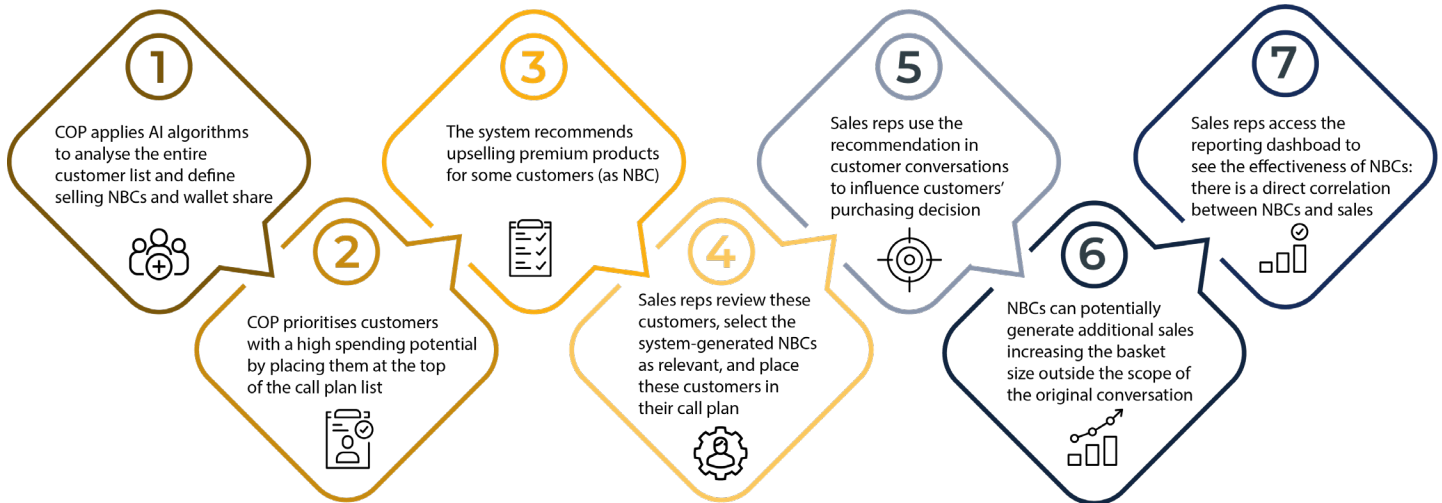 1
COP applies AI algorithms
to analyse the entire
customer list and define
selling NBCs and wallet share
2
COP prioritises customers
with a high spending potential
by placing them at the top
of the call plan list
3
The system recommends
upselling premium products
for some customers (as NBC)
4
Sales reps review these
customers, select the
system-generated NBCs
as relevant, and place
these customers in
their call plan
5
Sales reps use the
recommendation in
customer conversations
to influence customers'
purchasing decision
6
NBCs can potentially
generate additional sales
increasing the basket
size outside the scope of
the original conversation
7
Sales reps access the
reporting dashboad to
see the effectiveness of NBCs:
there is a direct correlation
between NBCs and sales